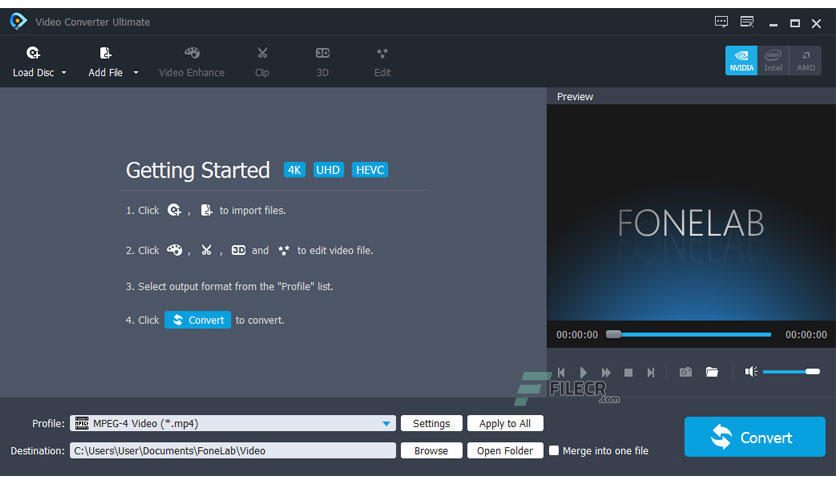 Video Converter Ultimate
Load Disc Add File Video Enhance Clip 3D Edit
NVIDIA Intel AMD
Preview
Getting Started 4K UHD HEVC
1. Click , to import files.
2. Click , , 3D and to edit video file.
3. Select output format from the "Profile" list.
4. Click Convert to convert.
FONELAB
00:00:00 00:00:00
FILECR
.com
Profile: MPEG-4 Video (*.mp4) Settings Apply to All
Convert
Destination: C:\Users\User\Documents\FoneLab\Video Browse Open Folder Merge into one file